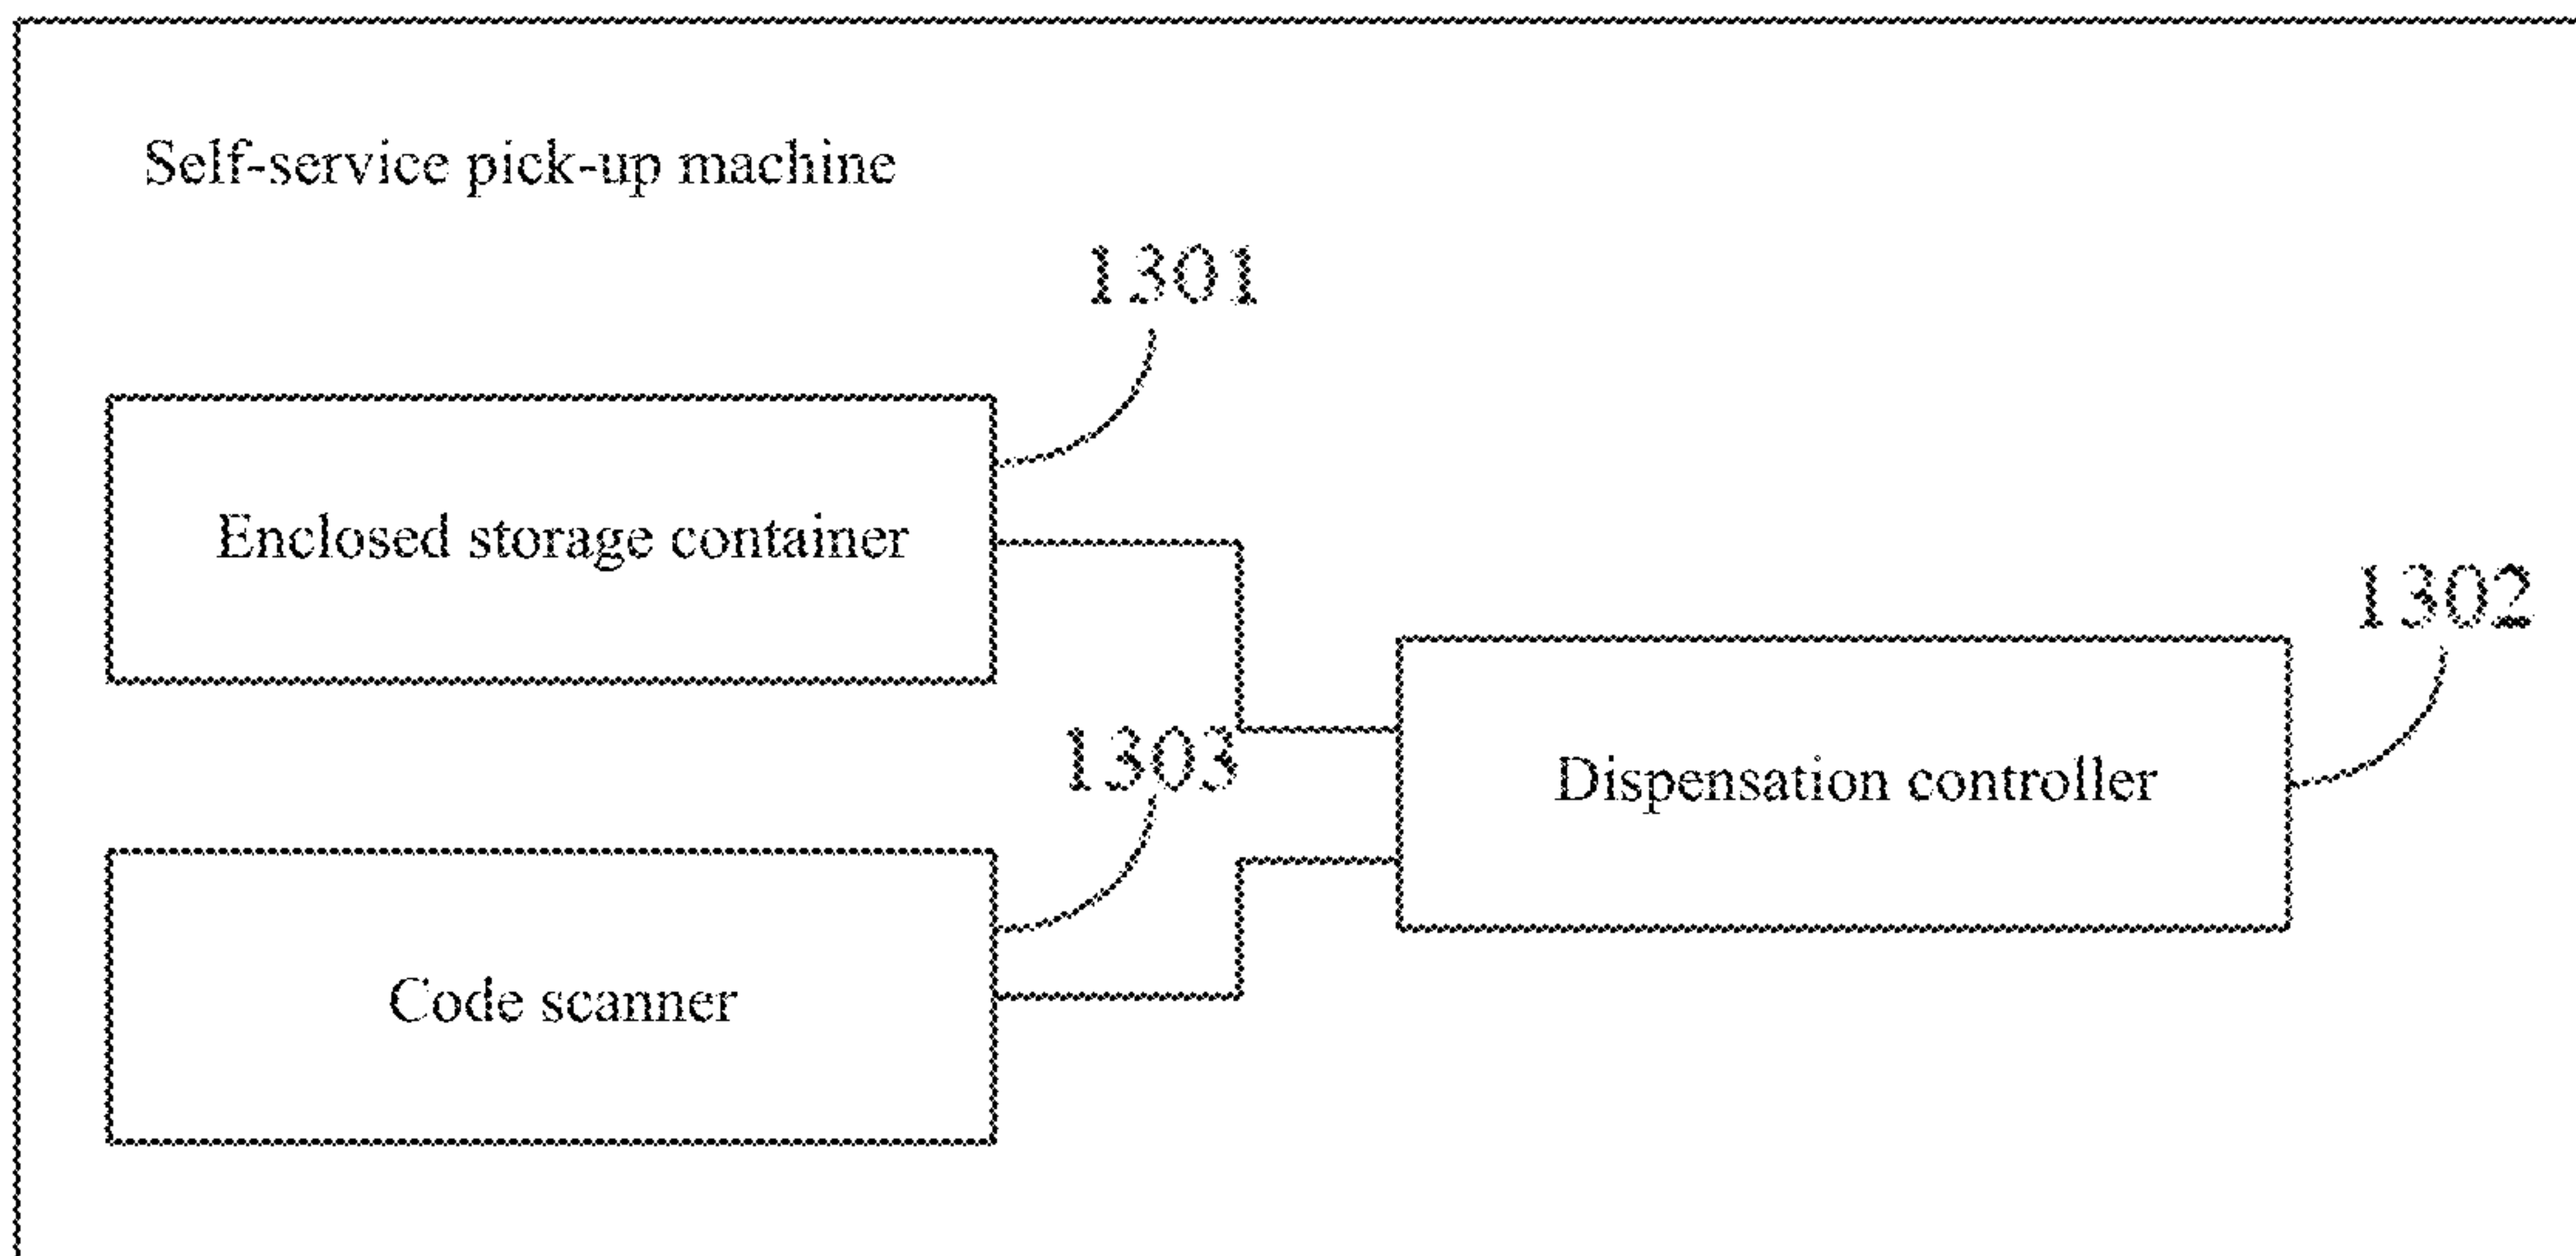 Self-service pick-up machine
1301
Enclosed storage container
1302
1303
Dispensation controller
Code scanner